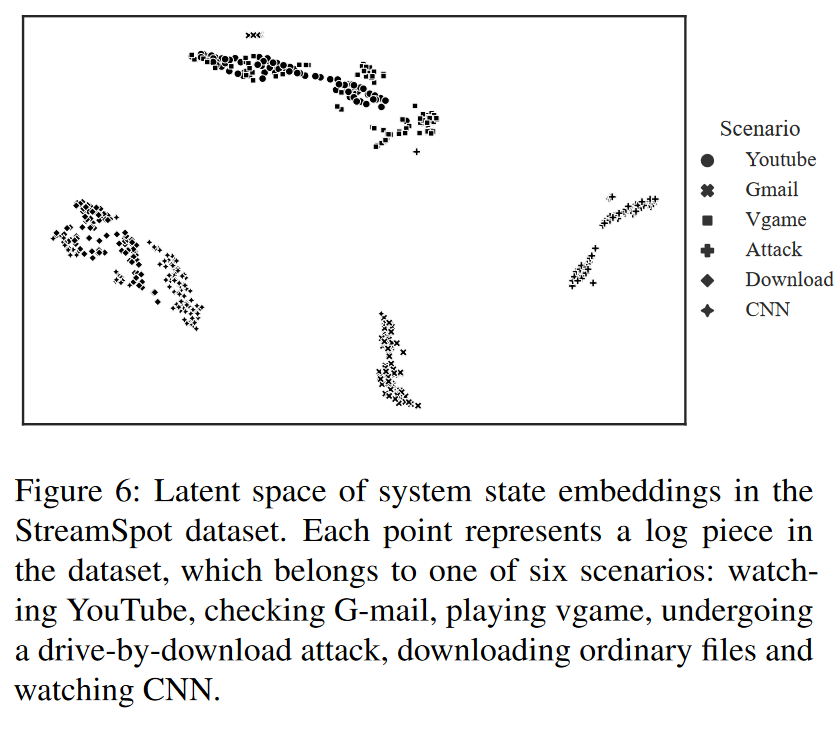 Scenario
Youtube
Gmail
Vgame
Attack
Download
CNN
Figure 6: Latent space of system state embeddings in the
StreamSpot dataset. Each point represents a log piece in
the dataset, which belongs to one of six scenarios: watch-
ing YouTube, checking G-mail, playing vgame, undergoing
a drive-by-download attack, downloading ordinary files and
watching CNN.